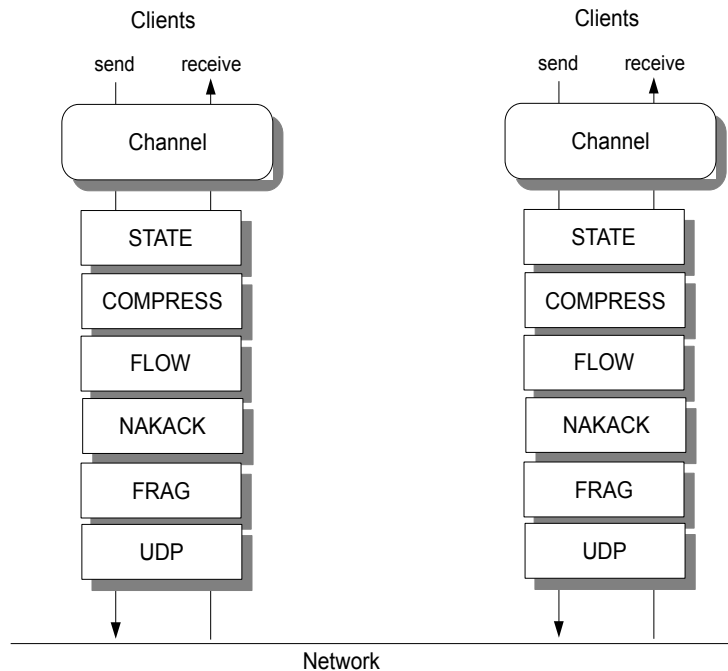 Clients
send receive
Channel
STATE
COMPRESS
FLOW
NAKACK
FRAG
UDP
Clients
send receive
Channel
STATE
COMPRESS
FLOW
NAKACK
FRAG
UDP
Network